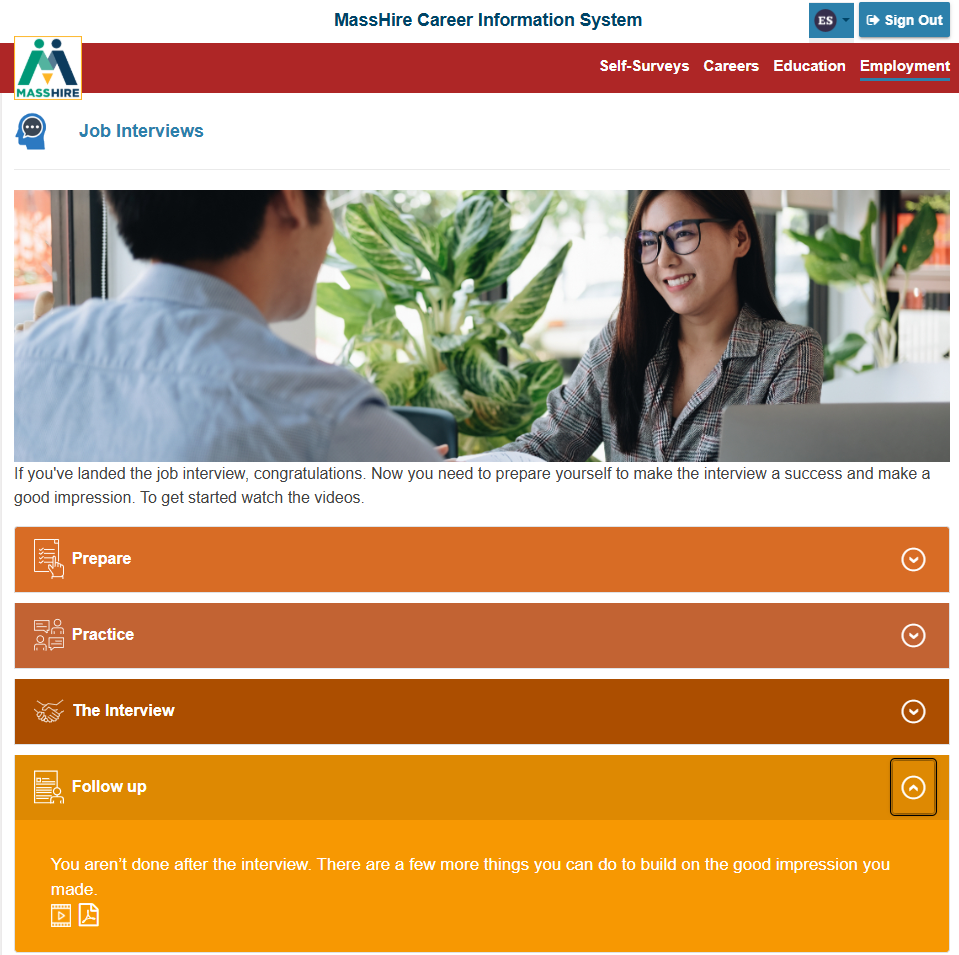 MassHire Career Information System
ES
Sign Out
MASSHIRE
Self-Surveys Careers Education Employment
Job Interviews
If you've landed the job interview, congratulations. Now you need to prepare yourself to make the interview a success and make a
good impression. To get started watch the videos.
Prepare
Practice
The Interview
Follow up
You aren’t done after the interview. There are a few more things you can do to build on the good impression you
made.